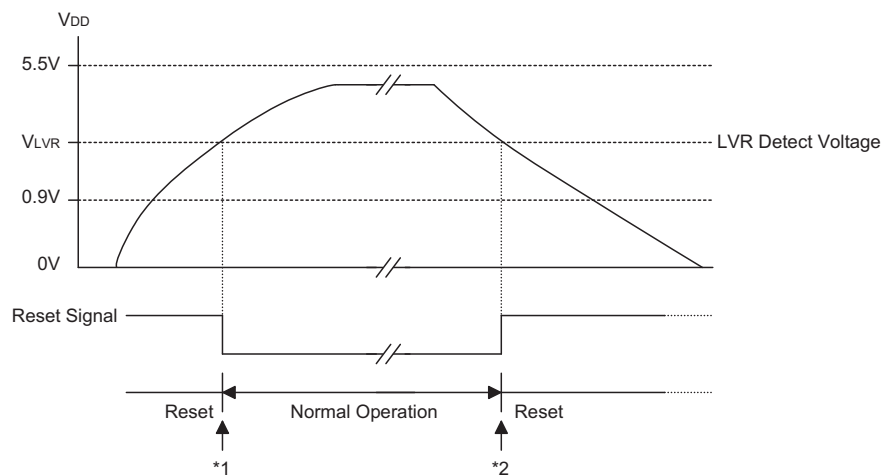 VDD
5.5V
VLVR
LVR Detect Voltage
0.9V
0V
Reset Signal
Reset
Normal Operation
Reset
*1
*2